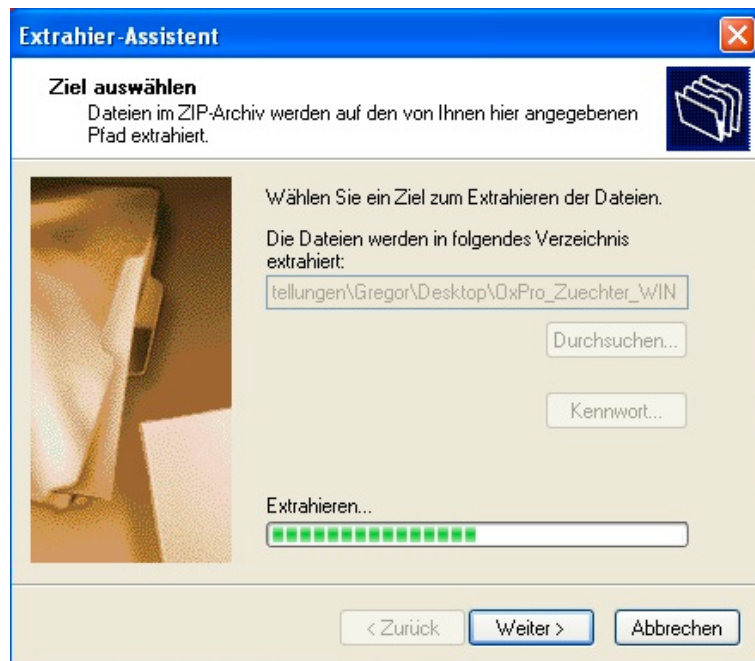 Extrahier-Assistent
Ziel auswählen
Dateien im ZIP-Archiv werden auf den von Ihnen hier angegebenen
Pfad extrahiert.
Wählen Sie ein Ziel zum Extrahieren der Dateien.
Die Dateien werden in folgendes Verzeichnis
extrahiert:
tellungen\Gregor\Desktop\OxPro_Zuechter_WIN
Durchsuchen...
Kennwort...
Extrahieren...
< Zurück
Weiter >
Abbrechen